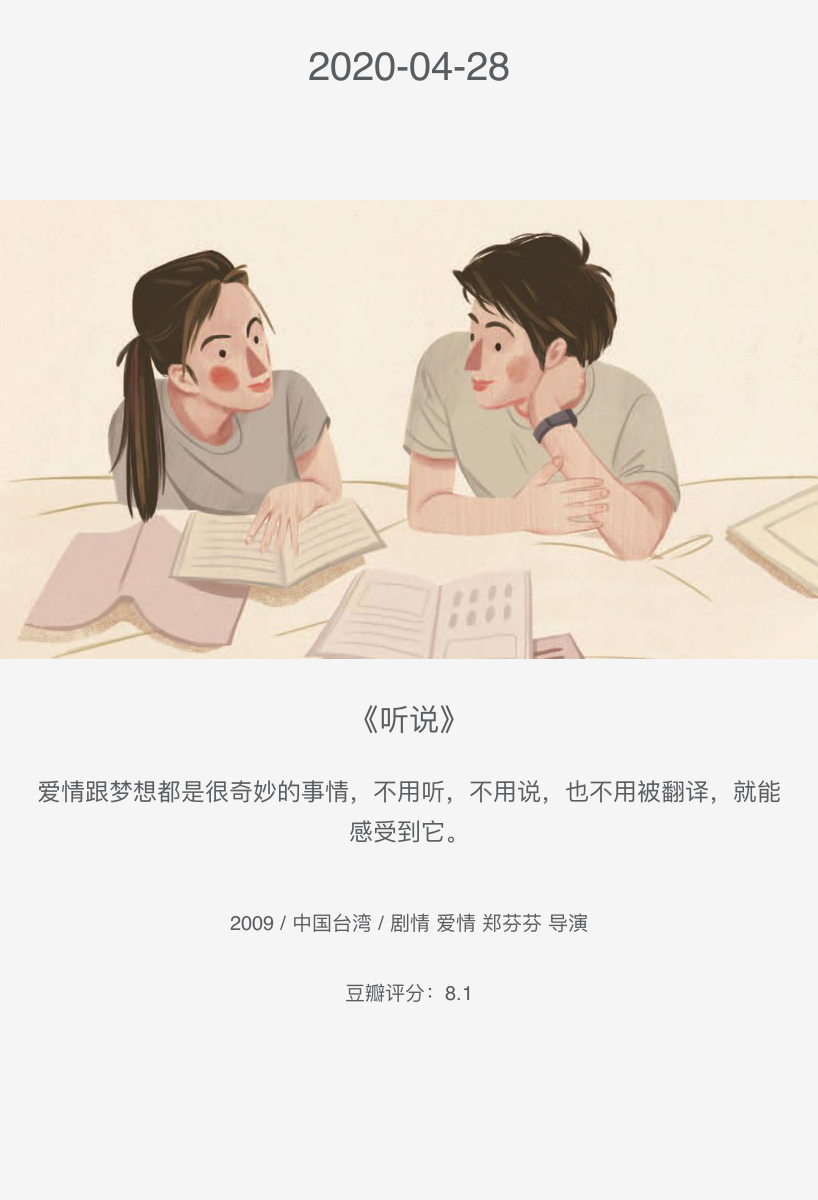 2020-04-28
《听说》
爱情跟梦想都是很奇妙的事情，不用听，不用说，也不用被翻译，就能
感受到它。
2009 / 中国台湾 / 剧情 爱情 郑芬芬 导演
豆瓣评分：8.1